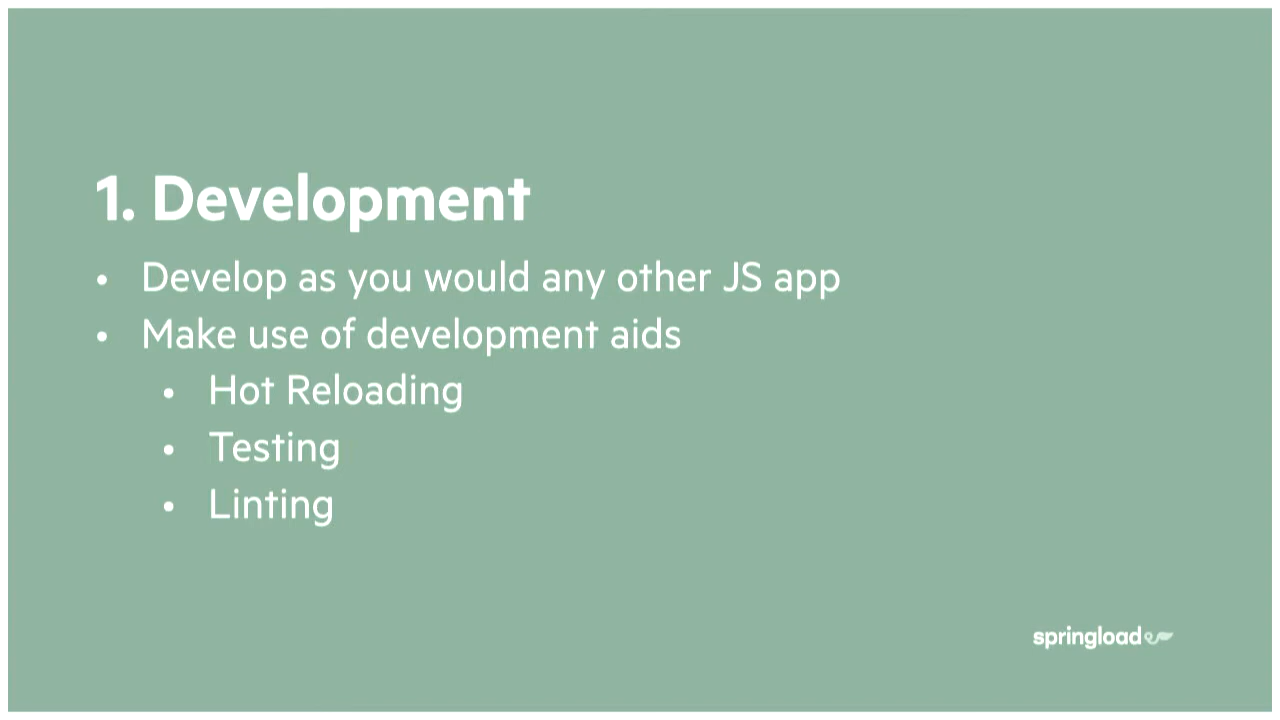 1. Development
• Develop as you would any other JS app
• Make use of development aids
• Hot Reloading
• Testing
• Linting
springload